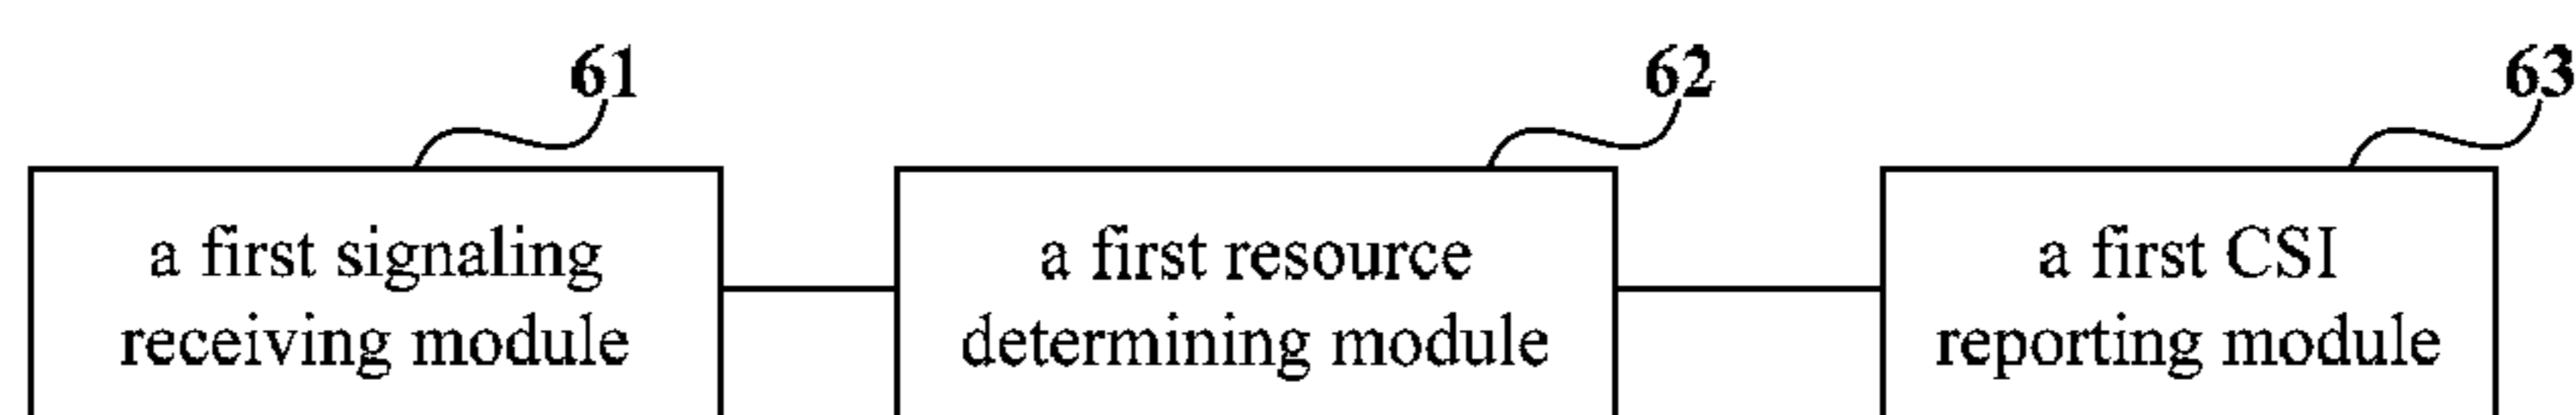 61
62
63
a first signaling
receiving module
a first resource
determining module
a first CSI
reporting module